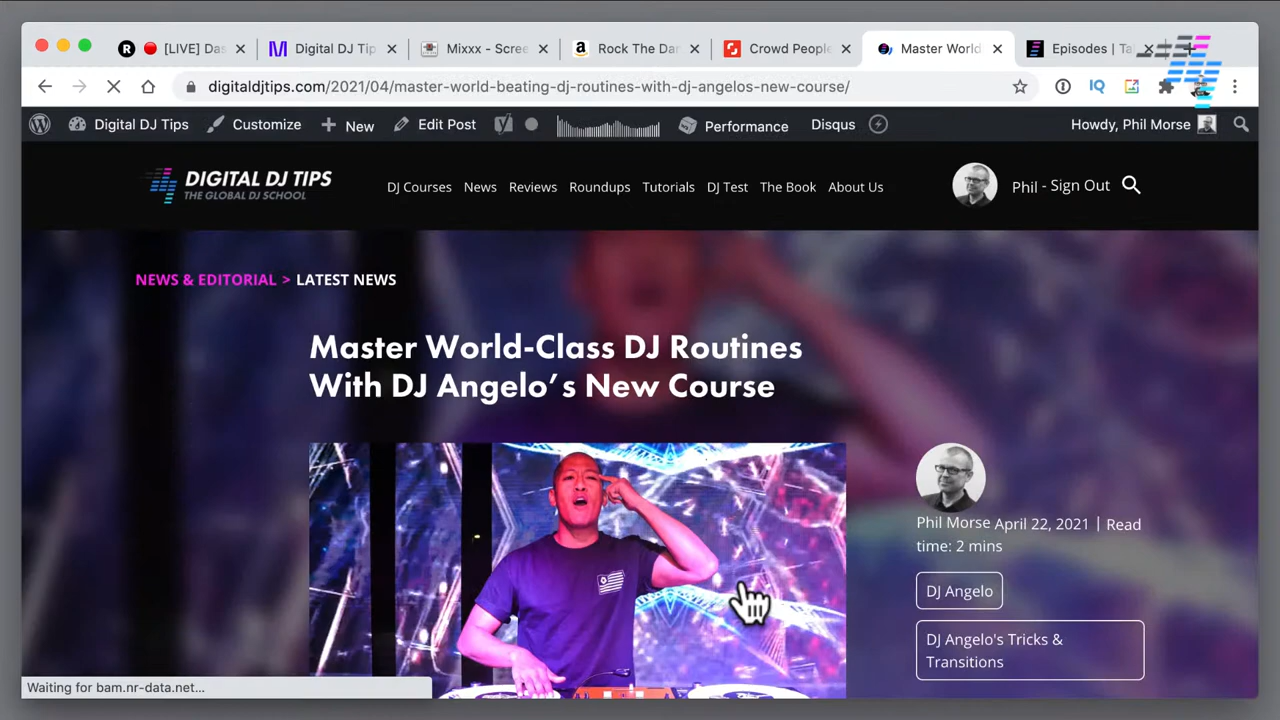 [LIVE] Das
Digital DJ Tip
Mixxx - Scree
Rock The Dan
Crowd People
Master World
Episodes | Ta
digitaldjtips.com/2021/04/master-world-beating-dj-routines-with-dj-angelos-new-course/
Digital DJ Tips
Customize
New
Edit Post
Performance
Disqus
Howdy, Phil Morse
DIGITAL DJ TIPS
THE GLOBAL DJ SCHOOL
DJ Courses
News
Reviews
Roundups
Tutorials
DJ Test
The Book
About Us
Phil - Sign Out
NEWS & EDITORIAL > LATEST NEWS
Master World-Class DJ Routines
With DJ Angelo's New Course
Phil Morse April 22, 2021 | Read
time: 2 mins
DJ Angelo
DJ Angelo's Tricks &
Transitions
Waiting for bam.nr-data.net...